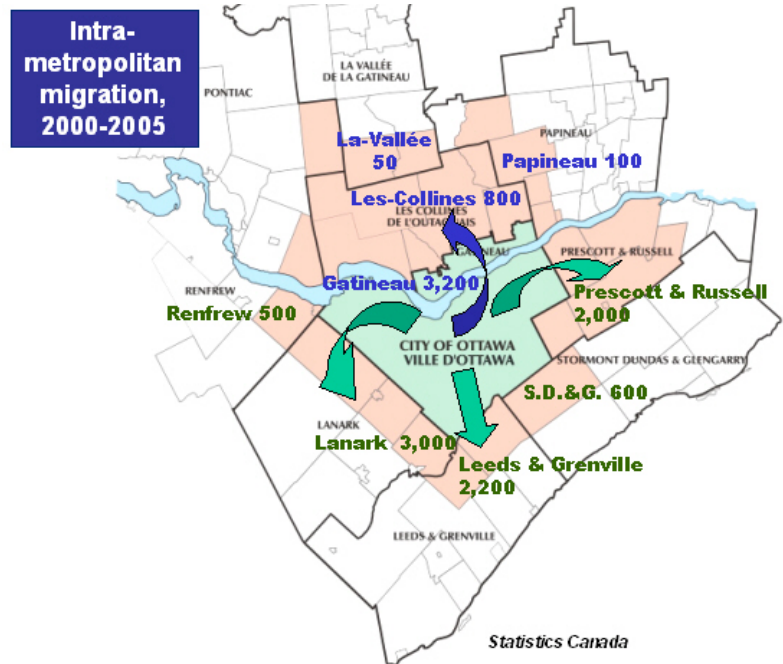 Intra-
metropolitan
migration,
2000-2005
LA VALLÉE
DE LA GATINEAU
PONTIAC
La-Vallée
50
PAPINEAU
Papineau 100
Les-Collines 800
LES COLLINES
DE L'OUTAOUAIS
GATINEAU
PRESCOTT & RUSSELL
RENFREW
Gatineau 3,200
Renfrew 500
Prescott & Russell
2,000
CITY OF OTTAWA
VILLE D'OTTAWA
STORMONT DUNDAS & GLENGARRY
S.D.&G. 600
LANARK
Lanark 3,000
Leeds & Grenville
2,200
LEEDS & GRENVILLE
Statistics Canada